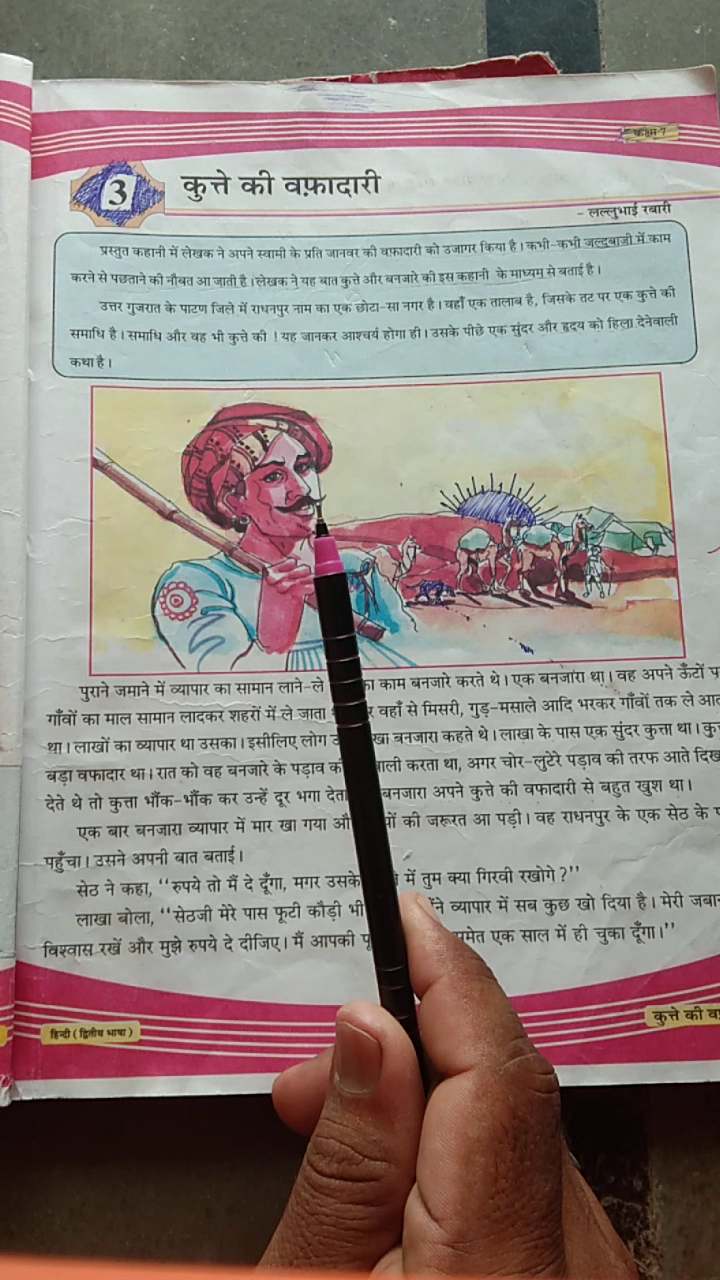 कक्षा-7
3 कुत्ते की वफ़ादारी
- लल्लुभाई रबारी
प्रस्तुत कहानी में लेखक ने अपने स्वामी के प्रति जानवर की वफ़ादारी को उजागर किया है। कभी-कभी जल्दबाजी में काम
करने से पछताने की नौबत आ जाती है। लेखक ने यह बात कुत्ते और बनजारे की इस कहानी के माध्यम से बताई है।
उत्तर गुजरात के पाटण जिले में राधनपुर नाम का एक छोटा-सा नगर है। वहाँ एक तालाब है, जिसके तट पर एक कुत्ते की
समाधि है। समाधि और वह भी कुत्ते की ! यह जानकर आश्चर्य होगा ही। उसके पीछे एक सुंदर और हृदय को हिला देनेवाली
कथा है।
पुराने जमाने में व्यापार का सामान लाने-ले का काम बनजारे करते थे। एक बनजारा था। वह अपने ऊँटों
गाँवों का माल सामान लादकर शहरों में ले जाता वहाँ से मिसरी, गुड़-मसाले आदि भरकर गाँवों तक ले
था। लाखों का व्यापार था उसका। इसीलिए लोग बनजारा कहते थे। लाखा के पास एक सुंदर कुत्ता था।
बड़ा वफादार था। रात को वह बनजारे के पड़ाव करता था, अगर चोर-लुटेरे पड़ाव की तरफ आते
देते थे तो कुत्ता भौंक-भौंक कर उन्हें दूर भगा बनजारा अपने कुत्ते की वफादारी से बहुत खुश था।
एक बार बनजारा व्यापार में मार खा गया की जरूरत आ पड़ी। वह राधनपुर के एक सेठ के
पहुँचा। उसने अपनी बात बताई।
सेठ ने कहा, ‘‘रुपये तो मैं दे दूँगा, मगर उसके में तुम क्या गिरवी रखोगे ?’’
लाखा बोला, ‘‘सेठजी मेरे पास फूटी कौड़ी भी व्यापार में सब कुछ खो दिया है। मेरी
विश्वास रखें और मुझे रुपये दे दीजिए। मैं आपकी एक साल में ही चुका दूँगा।’’
हिन्दी ( द्वितीय भाषा )
कुत्ते की